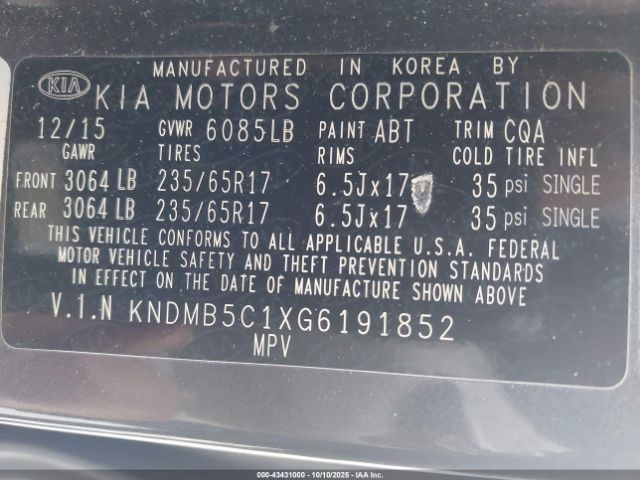 MANUFACTURED IN KOREA BY
KIA KIA MOTORS CORPORATION
12/15 GVWR 6085LB PAINT ABT TRIM CQA
GAWR TIRES RIMS COLD TIRE INFL
FRONT 3064 LB 235/65R17 6.5Jx17 35 psi SINGLE
REAR 3064 LB 235/65R17 6.5Jx17 35 psi SINGLE
THIS VEHICLE CONFORMS TO ALL APPLICABLE U.S.A. FEDERAL
MOTOR VEHICLE SAFETY AND THEFT PREVENTION STANDARDS
IN EFFECT ON THE DATE OF MANUFACTURE SHOWN ABOVE
V.I.N KNDMB5C1XG6191852
MPV
000-43431000 10/10/2025 IAAI, Inc.